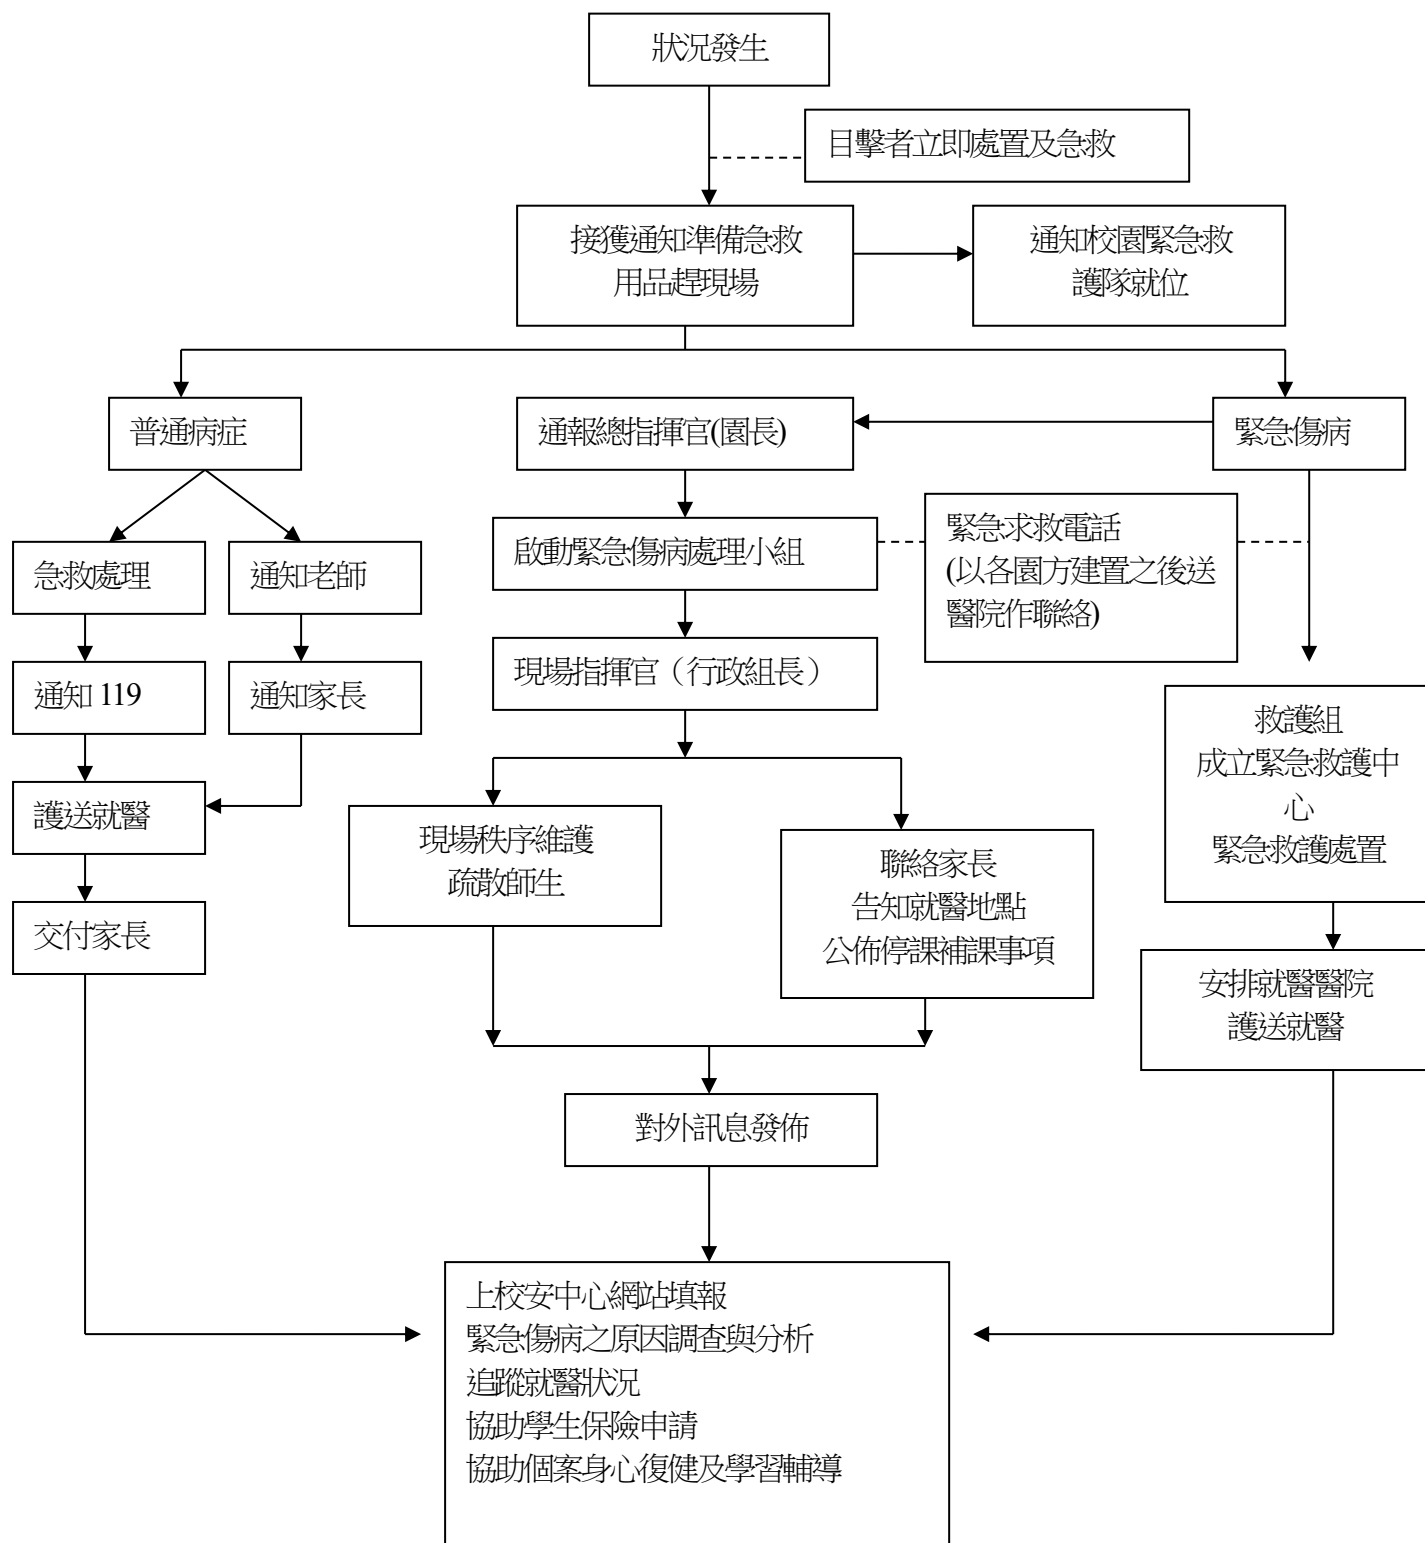 狀況發生
目擊者立即處置及急救
接獲通知準備急救
用品趕現場
通知校園緊急救
護隊就位
普通病症
通報總指揮官(園長)
緊急傷病
急救處理
通知老師
啟動緊急傷病處理小組
緊急求救電話
(以各園方建置之後送
醫院作聯絡)
通知 119
通知家長
現場指揮官（行政組長）
救護組
成立緊急救護中
心
緊急救護處置
護送就醫
現場秩序維護
疏散師生
聯絡家長
告知就醫地點
公佈停課補課事項
交付家長
安排就醫醫院
護送就醫
對外訊息發佈
上校安中心網站填報
緊急傷病之原因調查與分析
追蹤就醫狀況
協助學生保險申請
協助個案身心復健及學習輔導